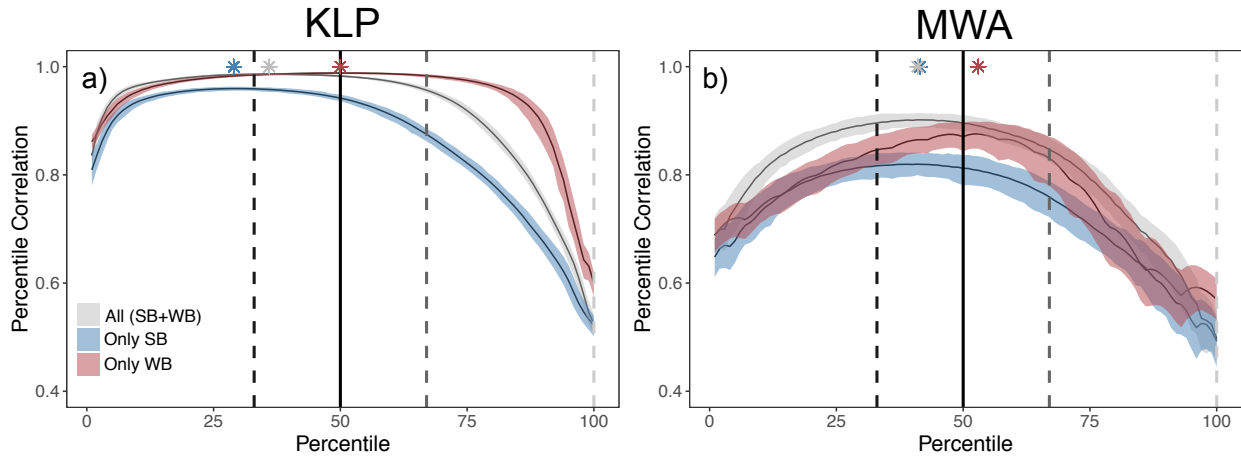 KLP
MWA
a)
b)
1.0
0.8
0.6
0.4
Percentile Correlation
All (SB+WB)
Only SB
Only WB
0
25
50
75
100
Percentile
1.0
0.8
0.6
0.4
Percentile Correlation
0
25
50
75
100
Percentile